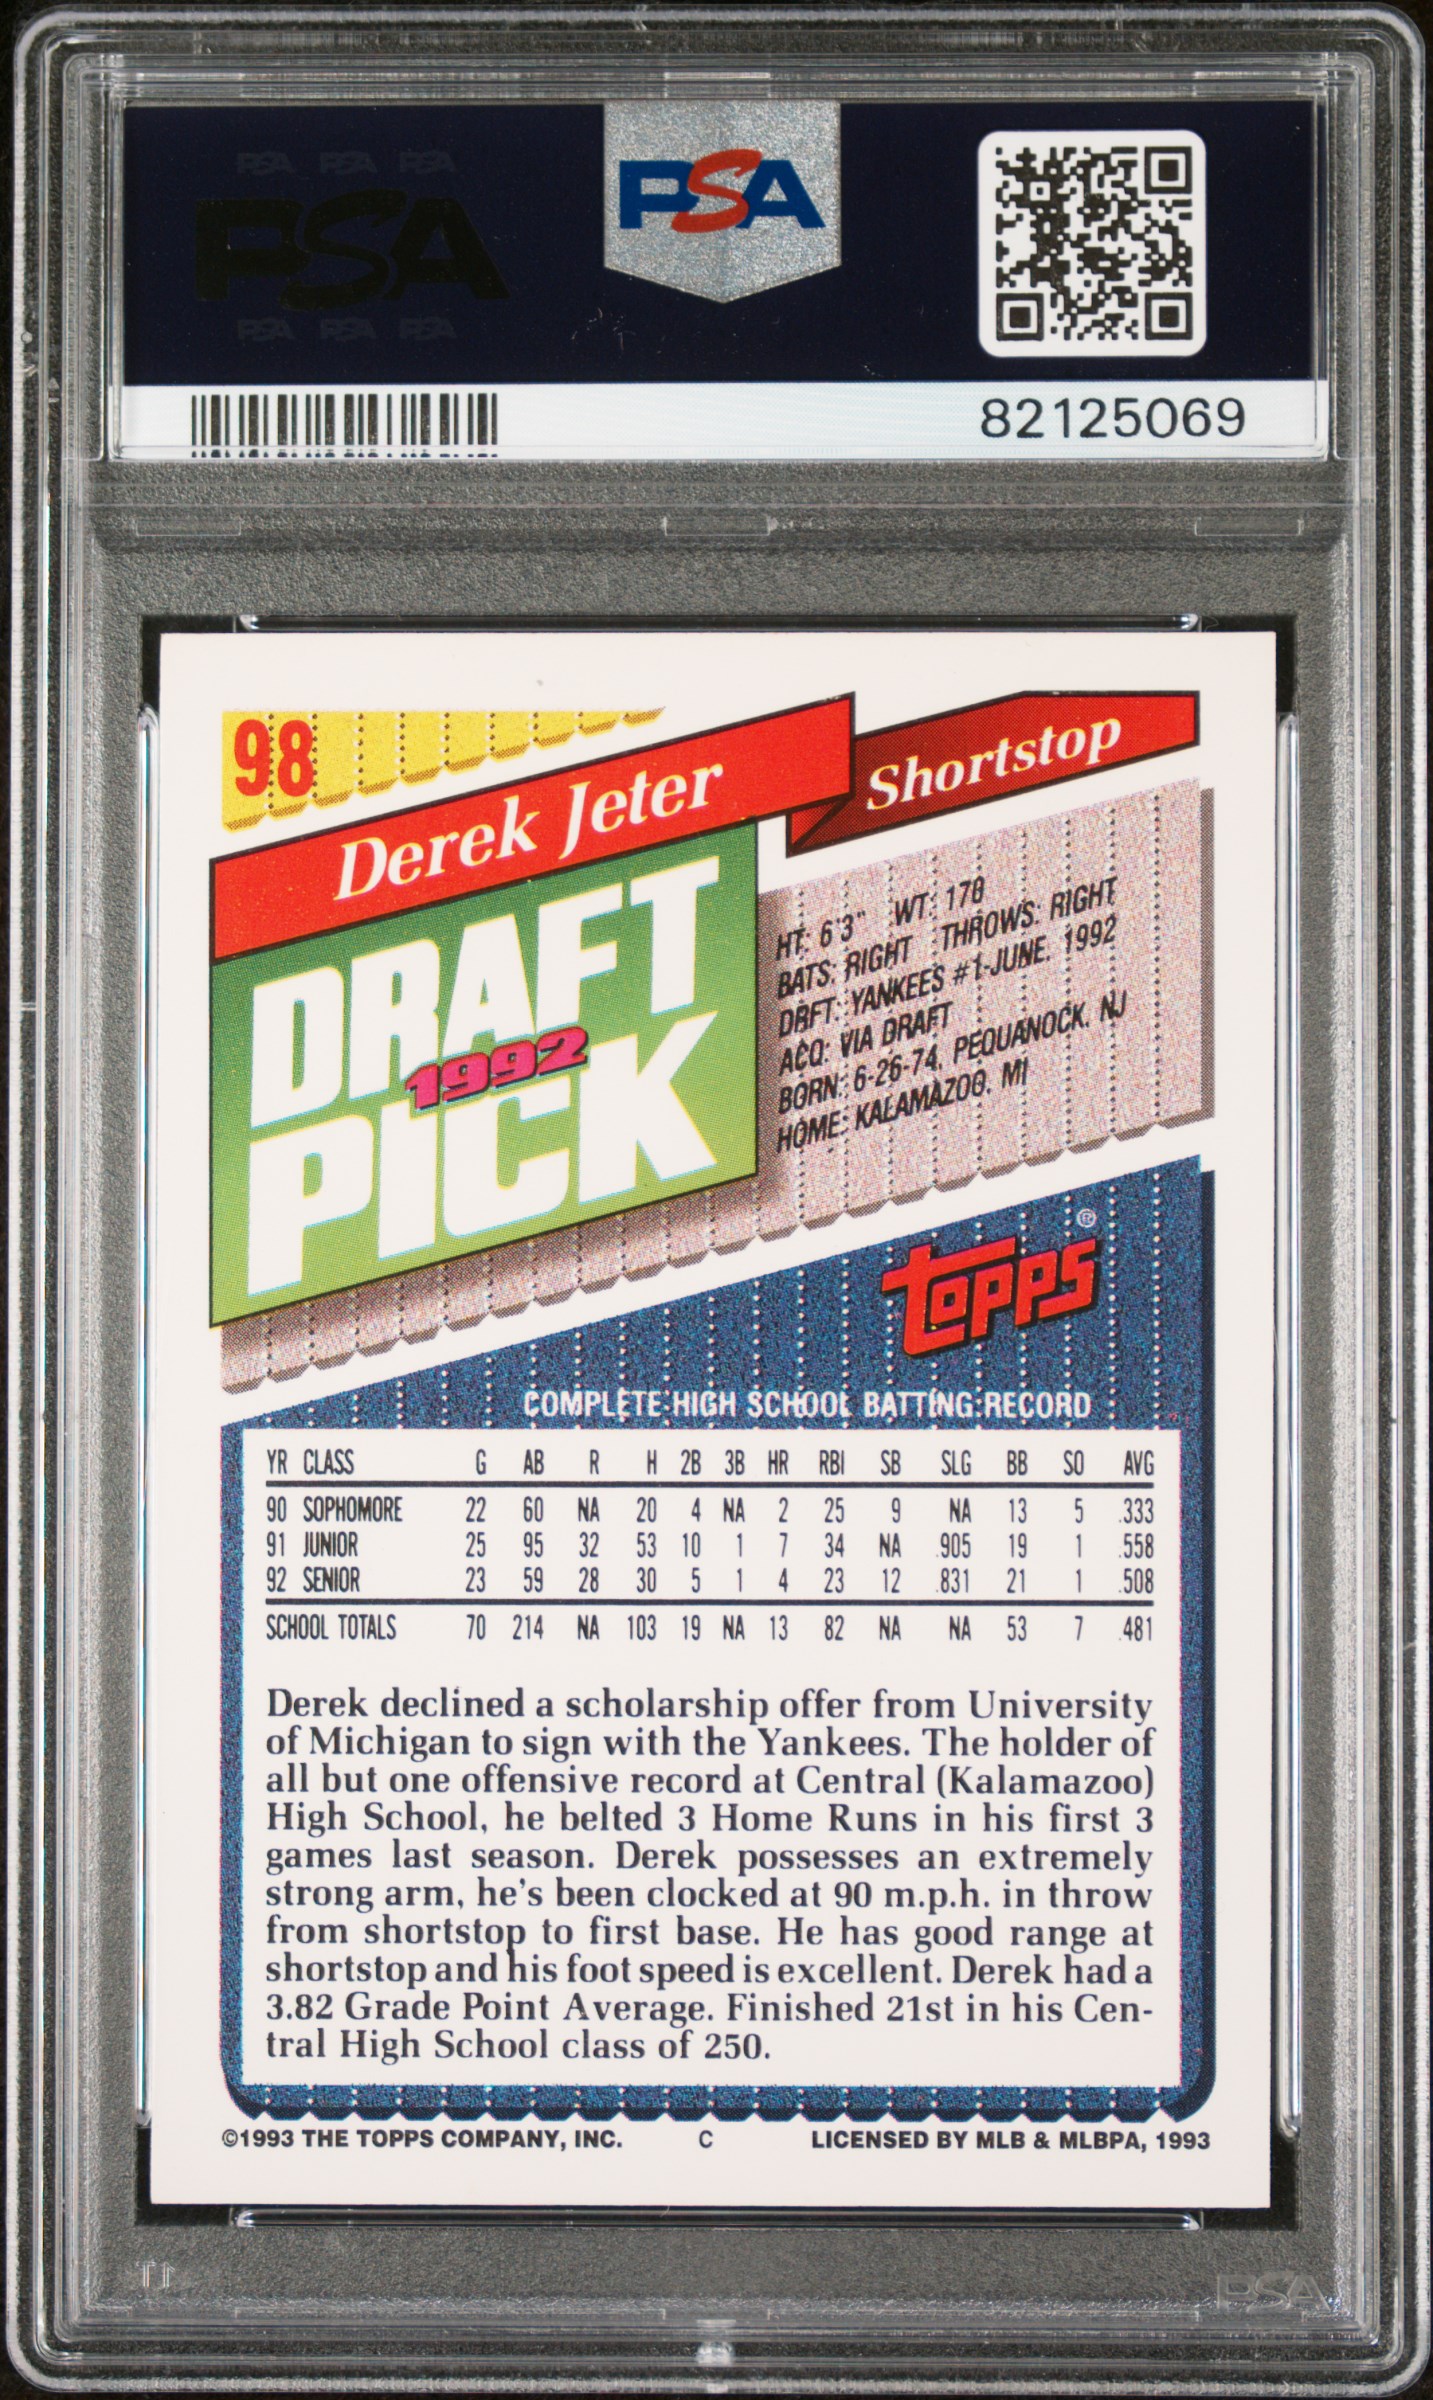 PSA PSA PSA
PSA
PSA PSA PSA
PSA
82125069
98
Derek Jeter
Shortstop
DRAFT
1992
PICK
HT: 6'3" WT: 170
BATS: RIGHT THROWS: RIGHT
DRFT: YANKEES #1-JUNE, 1992
ACQ: VIA DRAFT
BORN: 6-26-74, PEQUANOCK, NJ
HOME: KALAMAZOO, MI
TOPPS®
COMPLETE HIGH SCHOOL BATTING RECORD
YR CLASS G AB R H 2B 3B HR RBI SB SLG BB SO AVG
90 SOPHOMORE 22 60 NA 20 4 NA 2 25 9 NA 13 5 .333
91 JUNIOR 25 95 32 53 10 1 7 34 NA .905 19 1 .558
92 SENIOR 23 59 28 30 5 1 4 23 12 .831 21 1 .508
SCHOOL TOTALS 70 214 NA 103 19 NA 13 82 NA NA 53 7 .481
Derek declined a scholarship offer from University
of Michigan to sign with the Yankees. The holder of
all but one offensive record at Central (Kalamazoo)
High School, he belted 3 Home Runs in his first 3
games last season. Derek possesses an extremely
strong arm, he's been clocked at 90 m.p.h. in throw
from shortstop to first base. He has good range at
shortstop and his foot speed is excellent. Derek had a
3.82 Grade Point Average. Finished 21st in his Cen-
tral High School class of 250.
©1993 THE TOPPS COMPANY, INC. C LICENSED BY MLB & MLBPA, 1993
PSA